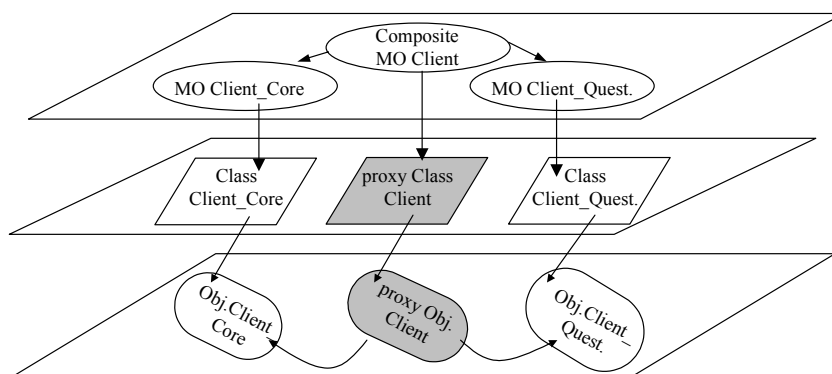 Composite
MO Client
MO Client_Core
MO Client_Quest.
Class
Client_Core
proxy Class
Client
Class
Client_Quest.
Obj.Client_
Core
proxy Obj.
Client
Obj.Client_
Quest.